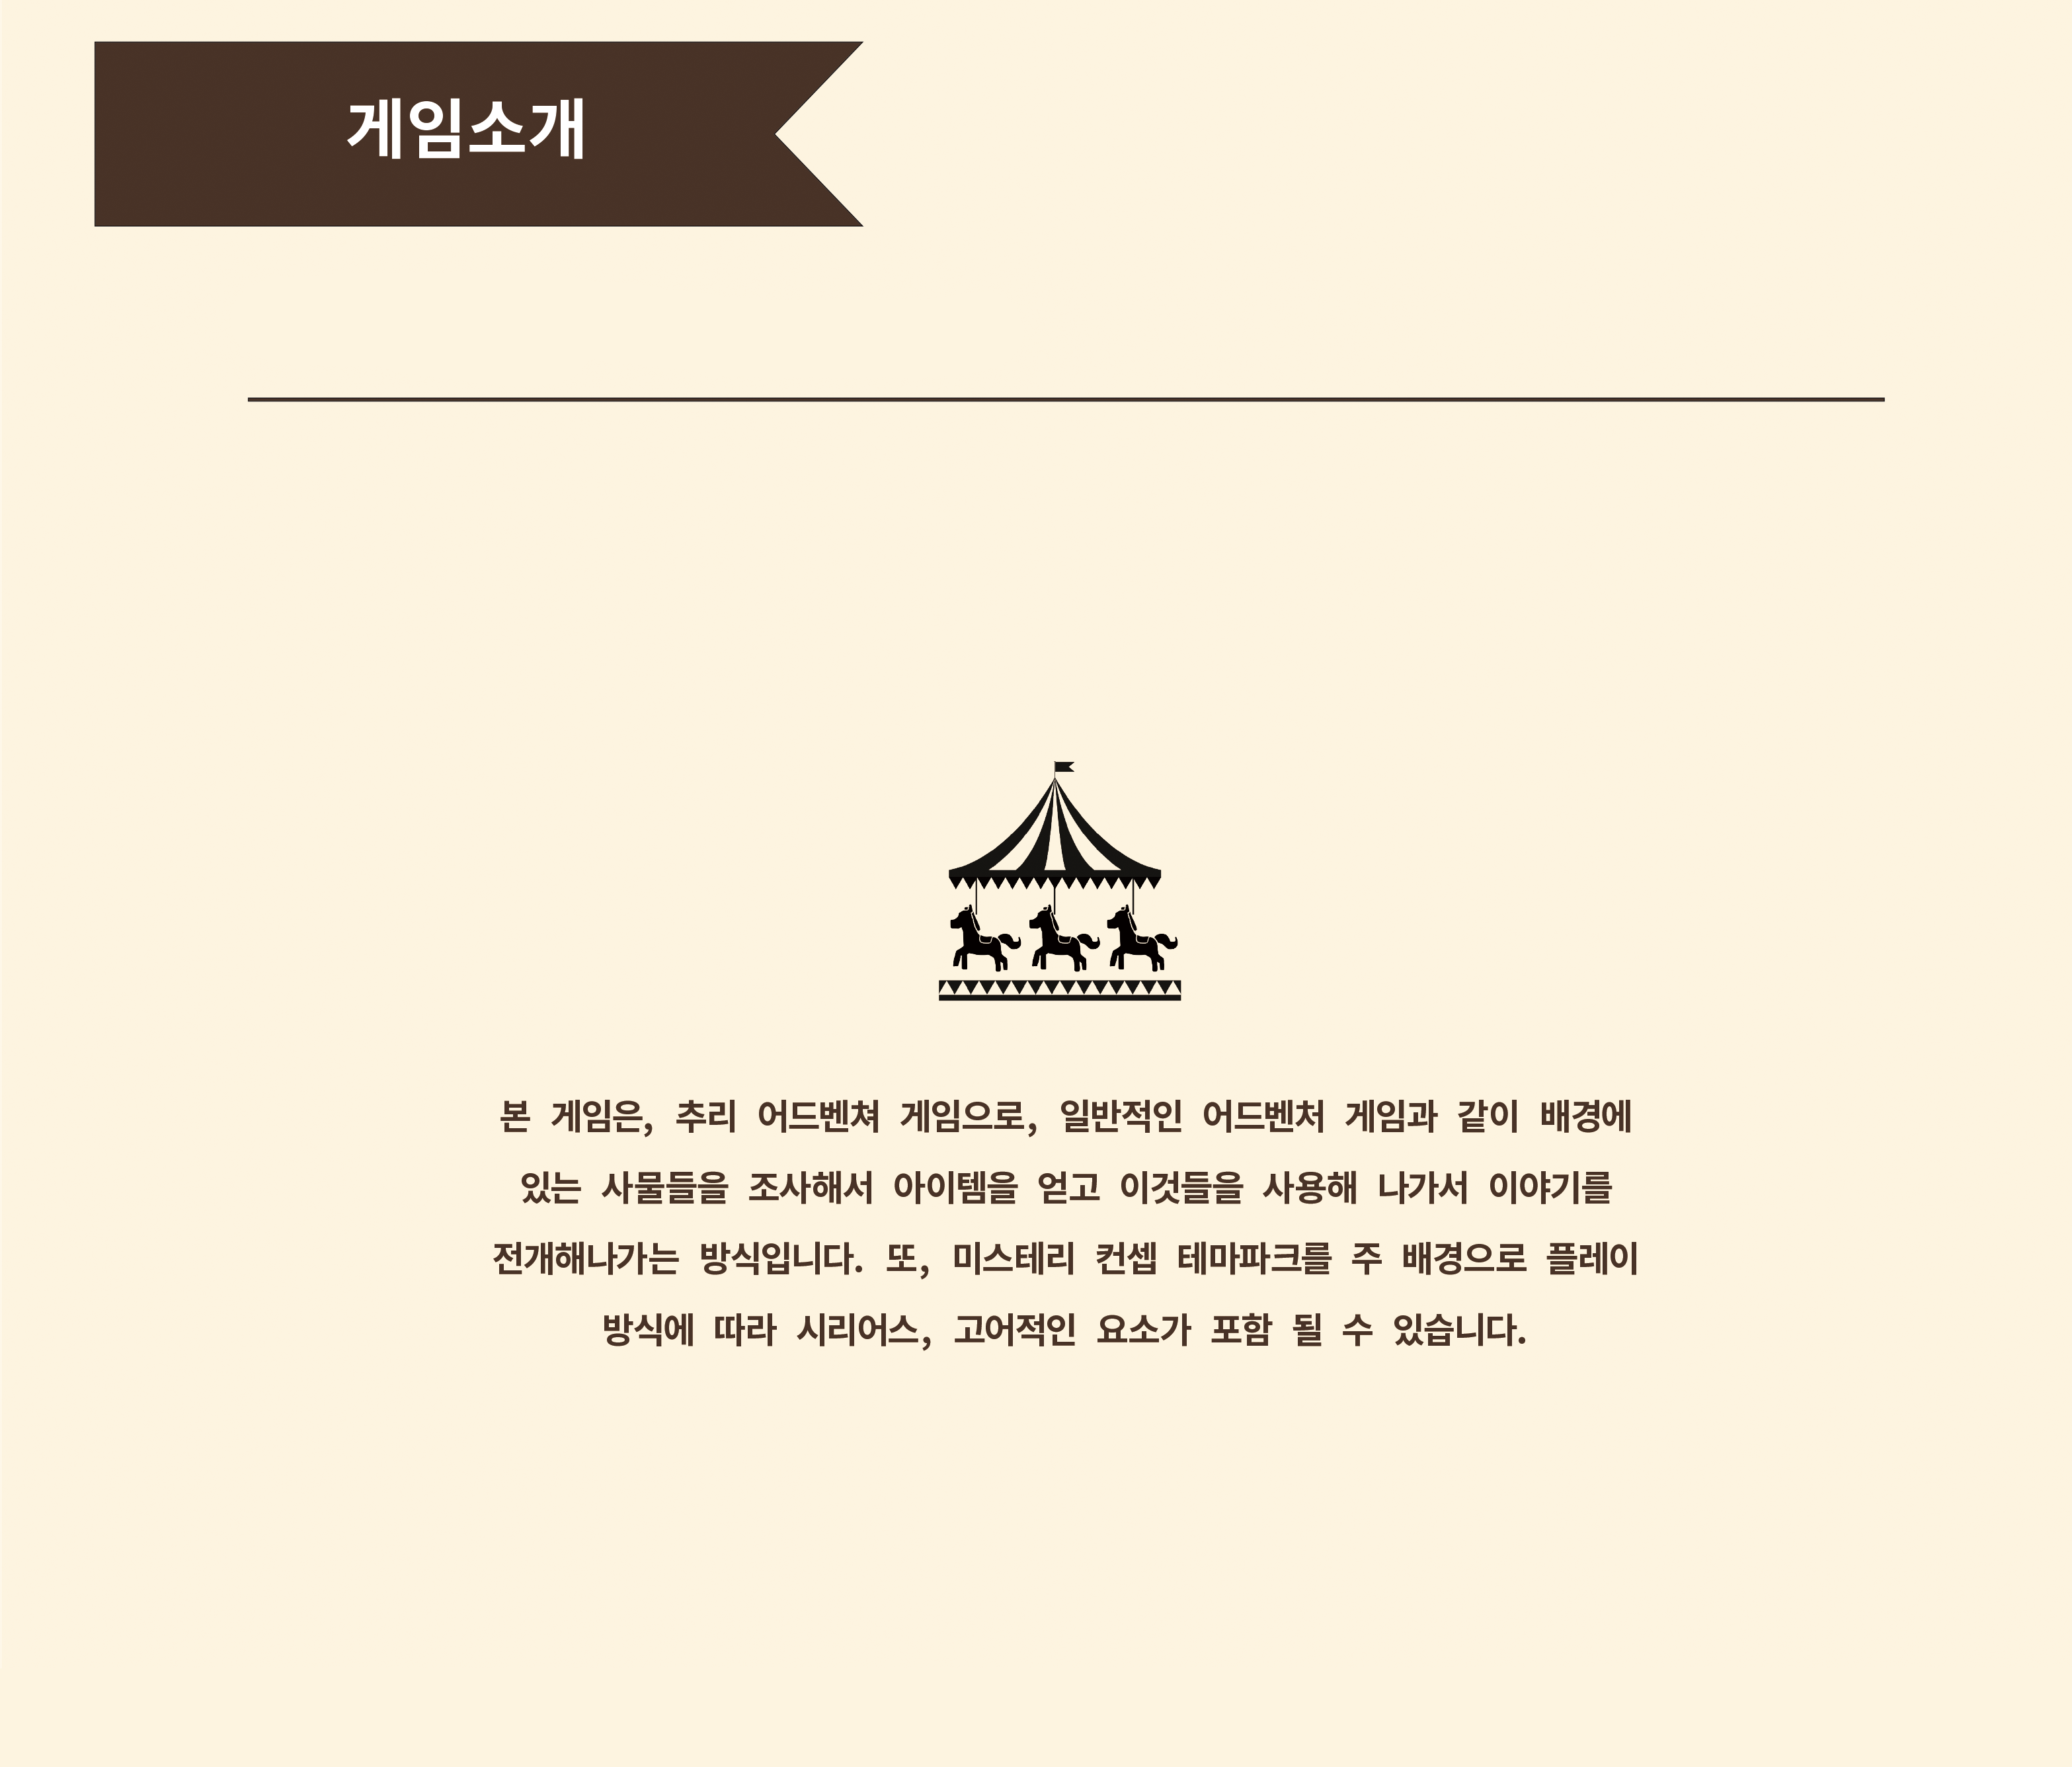 게임소개
본 게임은, 추리 어드벤쳐 게임으로, 일반적인 어드벤처 게임과 같이 배경에
있는 사물들을 조사해서 아이템을 얻고 이것들을 사용해 나가서 이야기를
전개해나가는 방식입니다. 또, 미스테리 컨셉 테마파크를 주 배경으로 플레이
방식에 따라 시리어스, 고어적인 요소가 포함 될 수 있습니다.